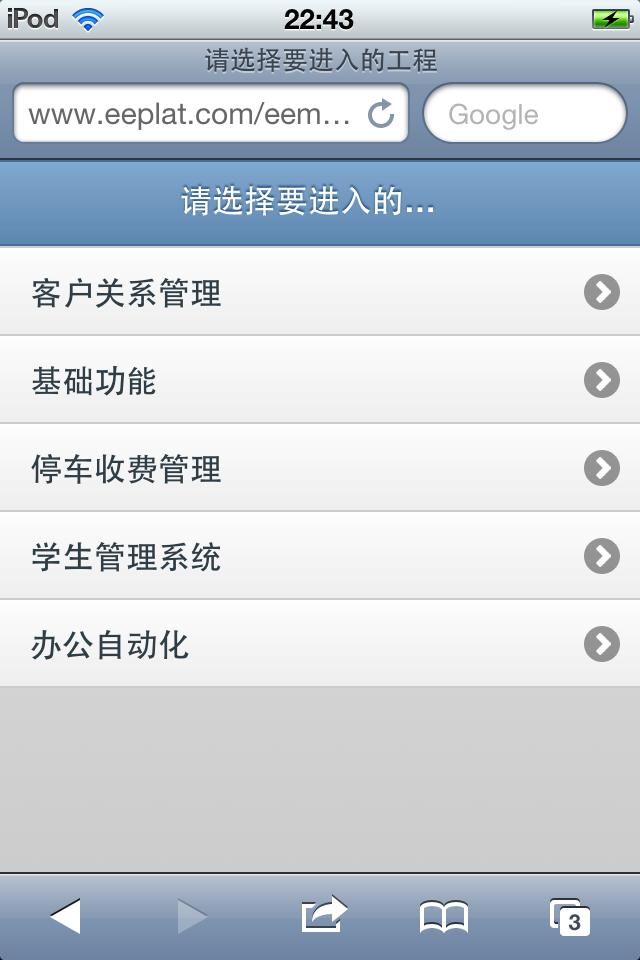 iPod 22:43
请选择要进入的工程
www.eeplat.com/eem... Google
请选择要进入的...
客户关系管理
基础功能
停车收费管理
学生管理系统
办公自动化
3